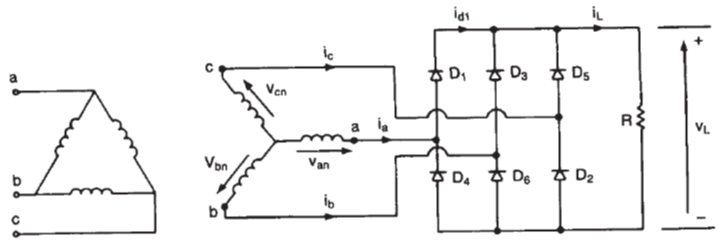 a
b
c
c
i_c
v_cn
a
i_a
v_an
V_bn
b
i_b
i_d1
i_L
D_1
D_3
D_5
D_4
D_6
D_2
R
+
v_L
−